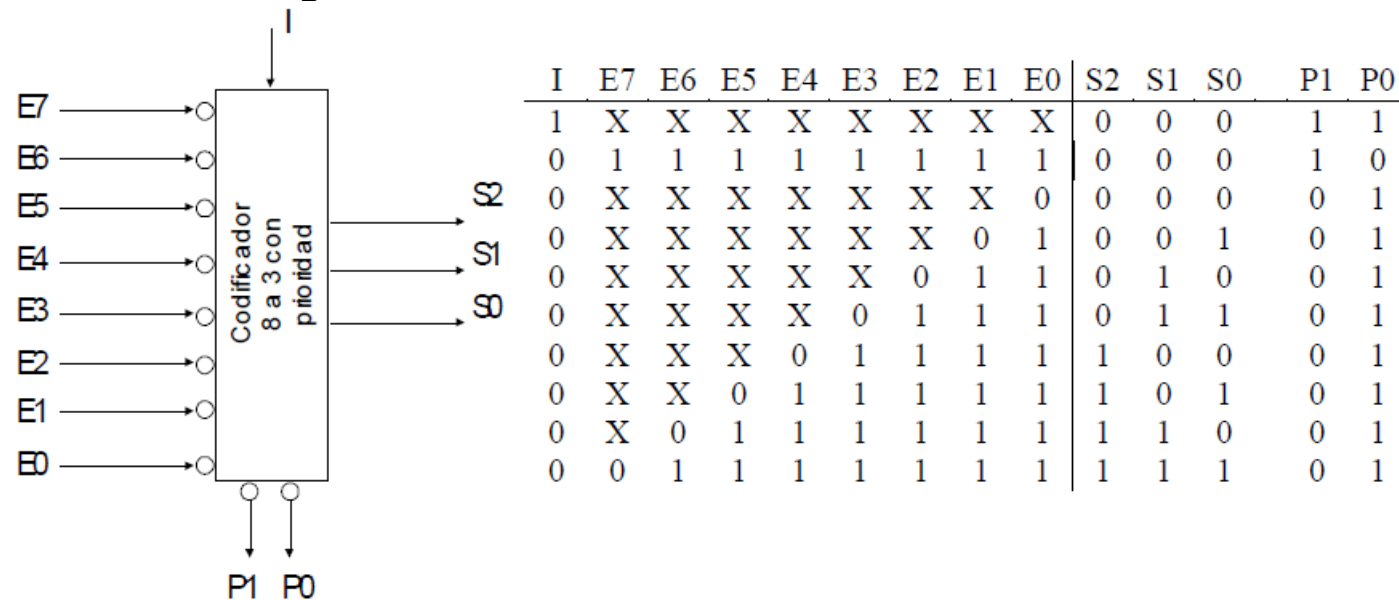 I
E7
E6
E5
E4
E3
E2
E1
E0
Codificador
8 a 3 con
prioridad
S2
S1
S0
P1 P0
I E7 E6 E5 E4 E3 E2 E1 E0 S2 S1 S0 P1 P0
1 X X X X X X X X 0 0 0 1 1
0 1 1 1 1 1 1 1 1 0 0 0 1 0
0 X X X X X X X 0 0 0 0 0 1
0 X X X X X X 0 1 0 0 1 0 1
0 X X X X X 0 1 1 0 1 0 0 1
0 X X X X 0 1 1 1 0 1 1 0 1
0 X X X 0 1 1 1 1 1 0 0 0 1
0 X X 0 1 1 1 1 1 1 0 1 0 1
0 X 0 1 1 1 1 1 1 1 1 0 0 1
0 0 1 1 1 1 1 1 1 1 1 1 0 1